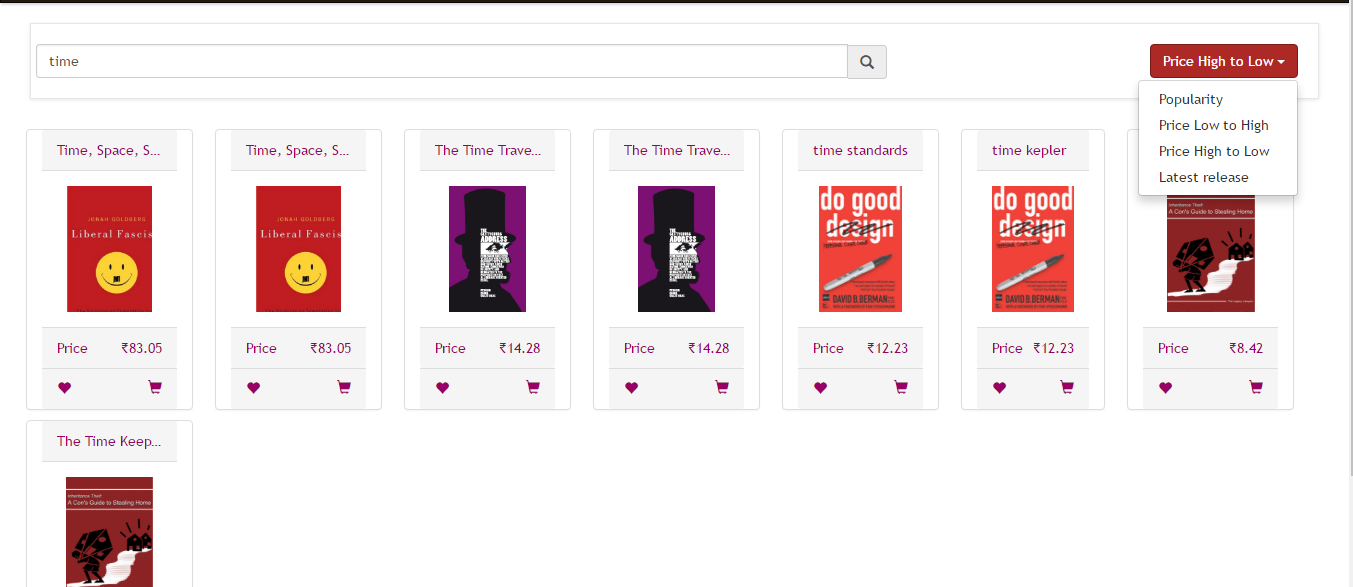 time
Price High to Low
Popularity
Price Low to High
Price High to Low
Latest release
Time, Space, S...
Time, Space, S...
The Time Trave...
The Time Trave...
time standards
time kepler
JONAH GOLDBERG
Liberal Fascis
JONAH GOLDBERG
Liberal Fascis
THE
GETTYSBURG
ADDRESS
THE
GETTYSBURG
ADDRESS
do good
design
DAVID B. BERMAN
do good
design
DAVID B. BERMAN
Inheritance Theft
A Con's Guide to Stealing Home
Price ₹83.05
Price ₹83.05
Price ₹14.28
Price ₹14.28
Price ₹12.23
Price ₹12.23
Price ₹8.42
The Time Keep...
Inheritance Theft
A Con's Guide to Stealing Home